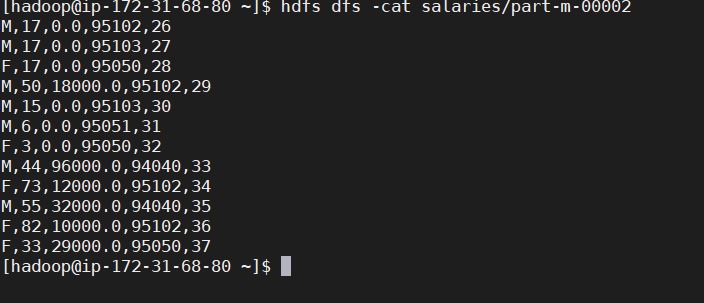 [hadoop@ip-172-31-68-80 ~]$ hdfs dfs -cat salaries/part-m-00002
M,17,0.0,95102,26
M,17,0.0,95103,27
F,17,0.0,95050,28
M,50,18000.0,95102,29
M,15,0.0,95103,30
M,6,0.0,95051,31
F,3,0.0,95050,32
M,44,96000.0,94040,33
F,73,12000.0,95102,34
M,55,32000.0,94040,35
F,82,10000.0,95102,36
F,33,29000.0,95050,37
[hadoop@ip-172-31-68-80 ~]$